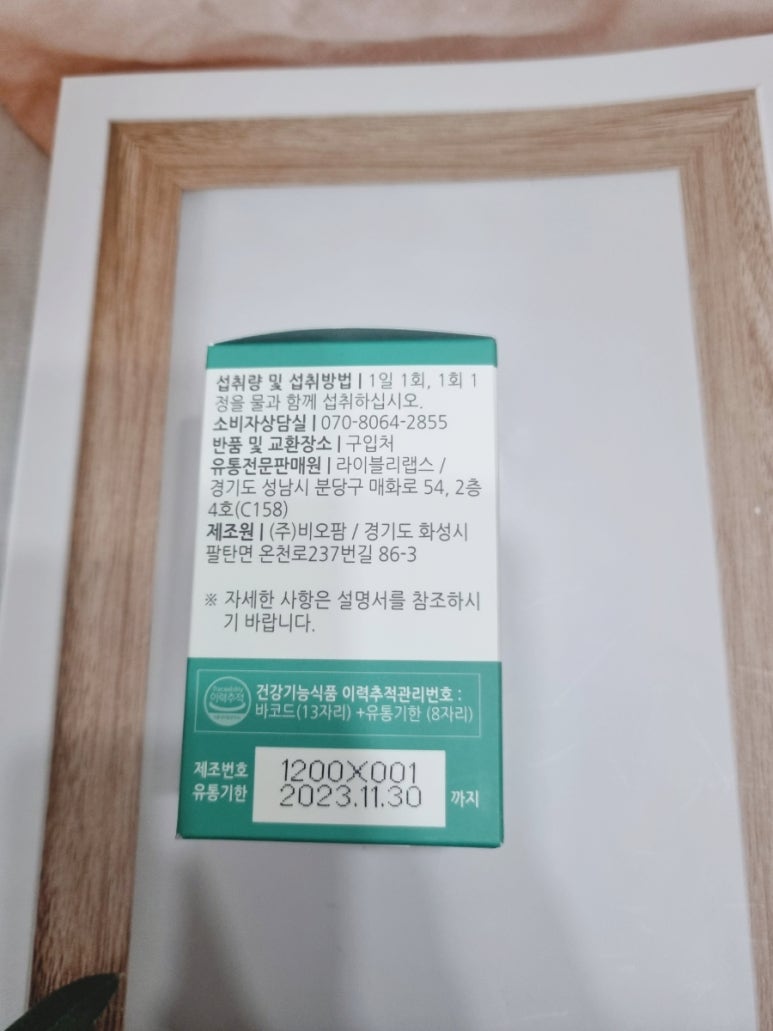 섭취량 및 섭취방법 | 1일 1회, 1회 1
정을 물과 함께 섭취하십시오.
소비자상담실 | 070-8064-2855
반품 및 교환장소 | 구입처
유통전문판매원 | 라이블리랩스 /
경기도 성남시 분당구 매화로 54, 2층
4호(C158)
제조원 | (주)비오팜 / 경기도 화성시
팔탄면 온천로237번길 86-3
※ 자세한 사항은 설명서를 참조하시
기 바랍니다.
이력추적
건강기능식품 이력추적관리번호 :
바코드(13자리) +유통기한 (8자리)
제조번호 1200X001
유통기한 2023.11.30 까지